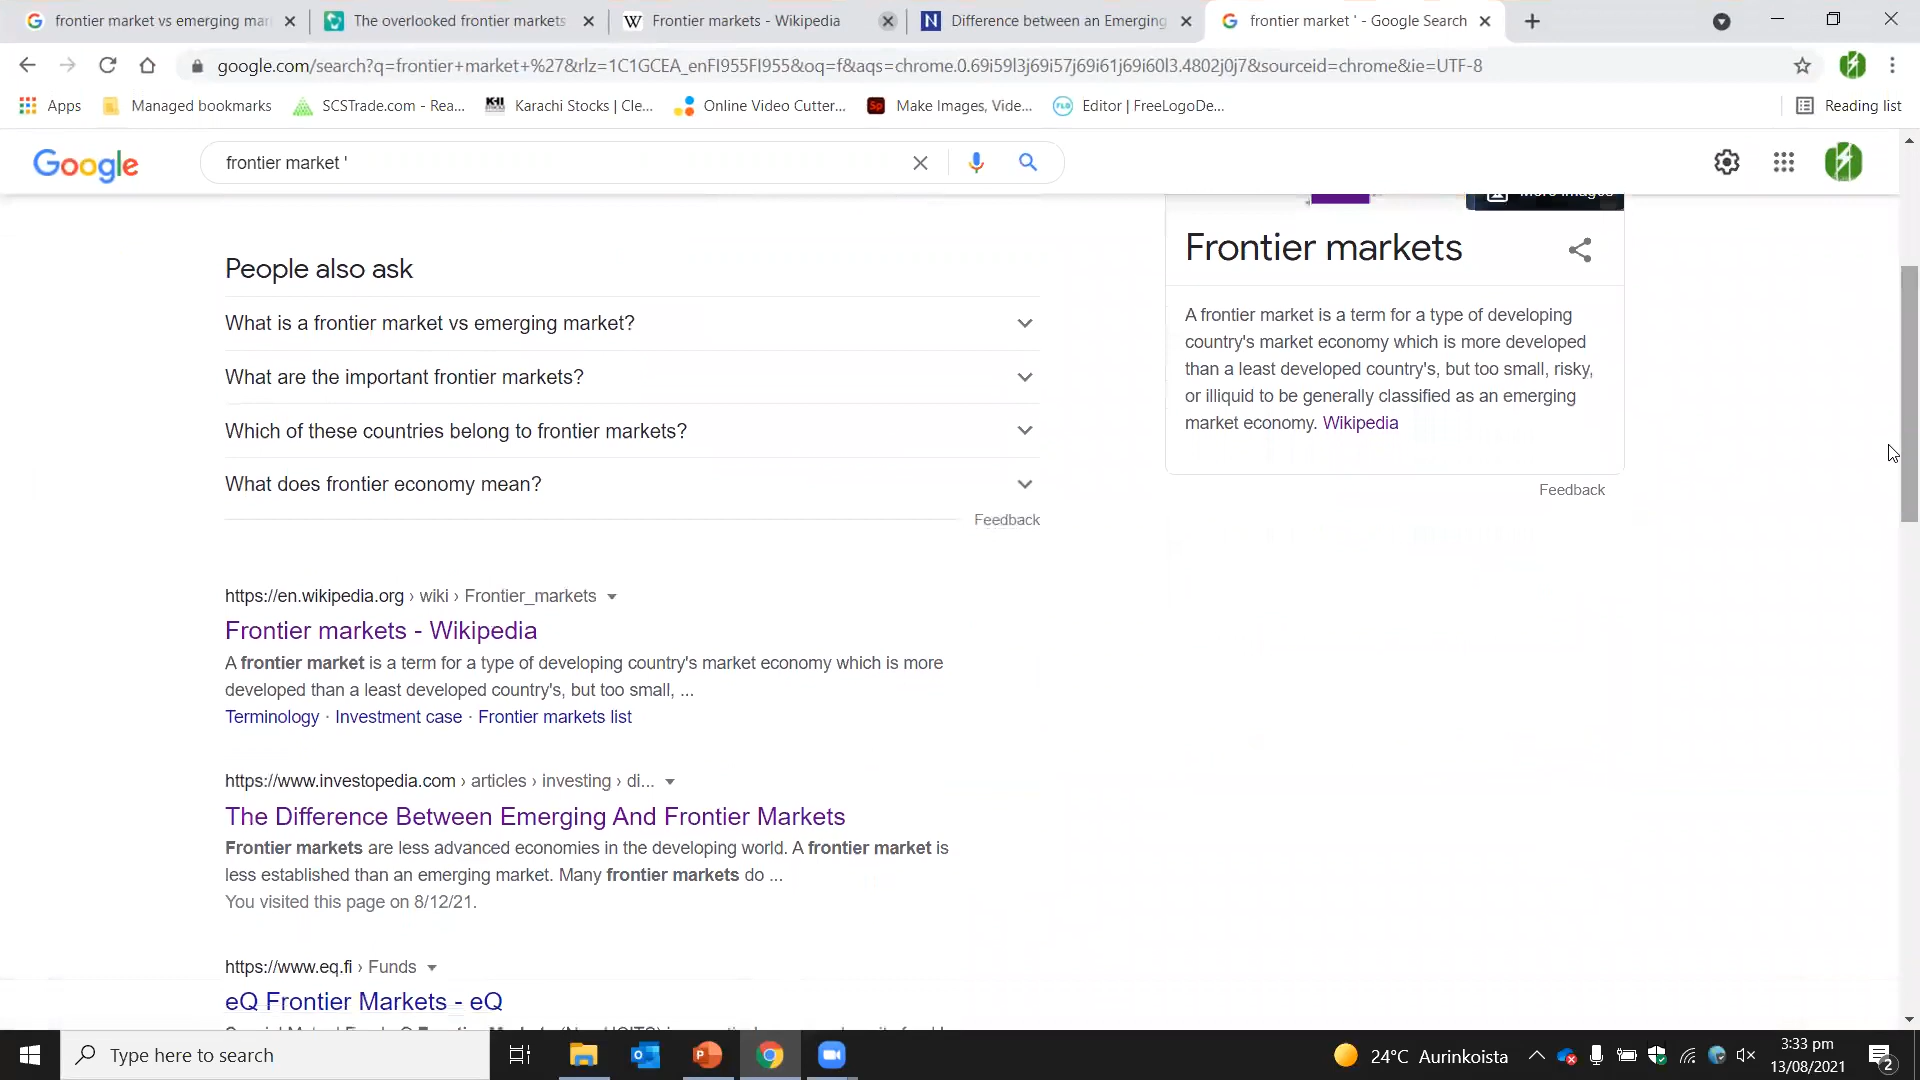 frontier market vs emerging mar
The overlooked frontier markets
Frontier markets - Wikipedia
Difference between an Emerging
frontier market ' - Google Search
google.com/search?q=frontier+market+%27&rlz=1C1GCEA_enFI955FI955&oq=f&aqs=chrome.0.69i59l3j69i57j69i61j69i60l3.4802j0j7&sourceid=chrome&ie=UTF-8
Apps
Managed bookmarks
SCSTrade.com - Rea...
Karachi Stocks | Cle...
Online Video Cutter...
Make Images, Vide...
Editor | FreeLogoDe...
Reading list
Google
frontier market '
Frontier markets
A frontier market is a term for a type of developing
country's market economy which is more developed
than a least developed country's, but too small, risky,
or illiquid to be generally classified as an emerging
market economy. Wikipedia
Feedback
People also ask
What is a frontier market vs emerging market?
What are the important frontier markets?
Which of these countries belong to frontier markets?
What does frontier economy mean?
Feedback
https://en.wikipedia.org › wiki › Frontier_markets
Frontier markets - Wikipedia
A frontier market is a term for a type of developing country's market economy which is more
developed than a least developed country's, but too small, ...
Terminology · Investment case · Frontier markets list
https://www.investopedia.com › articles › investing › di...
The Difference Between Emerging And Frontier Markets
Frontier markets are less advanced economies in the developing world. A frontier market is
less established than an emerging market. Many frontier markets do ...
You visited this page on 8/12/21.
https://www.eq.fi › Funds
eQ Frontier Markets - eQ
Type here to search
24°C Aurinkoista
3:33 pm
13/08/2021
2